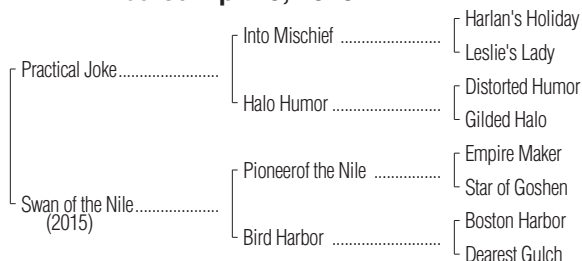 Harlan's Holiday
Into Mischief ......................
Leslie's Lady
Practical Joke.......................
Distorted Humor
Halo Humor ........................
Gilded Halo
Empire Maker
Pioneerof the Nile .................
Star of Goshen
Swan of the Nile...................
(2015)
Boston Harbor
Bird Harbor ........................
Dearest Gulch